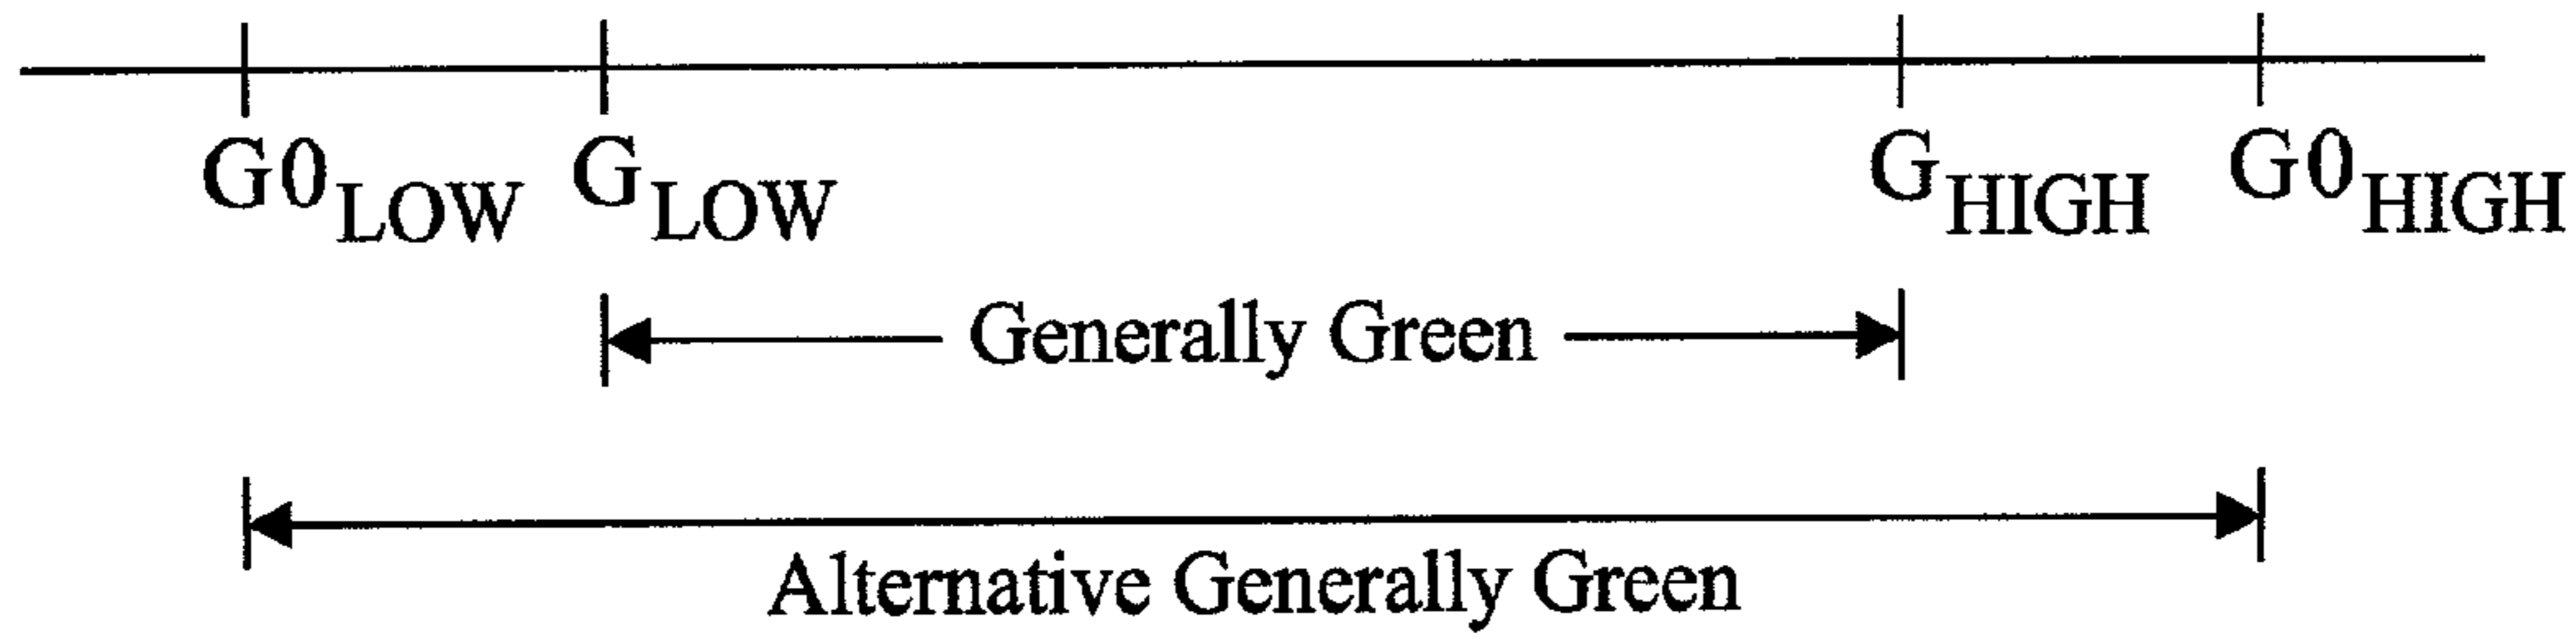 G0LOW GLOW GHIGH G0HIGH
Generally Green
Alternative Generally Green